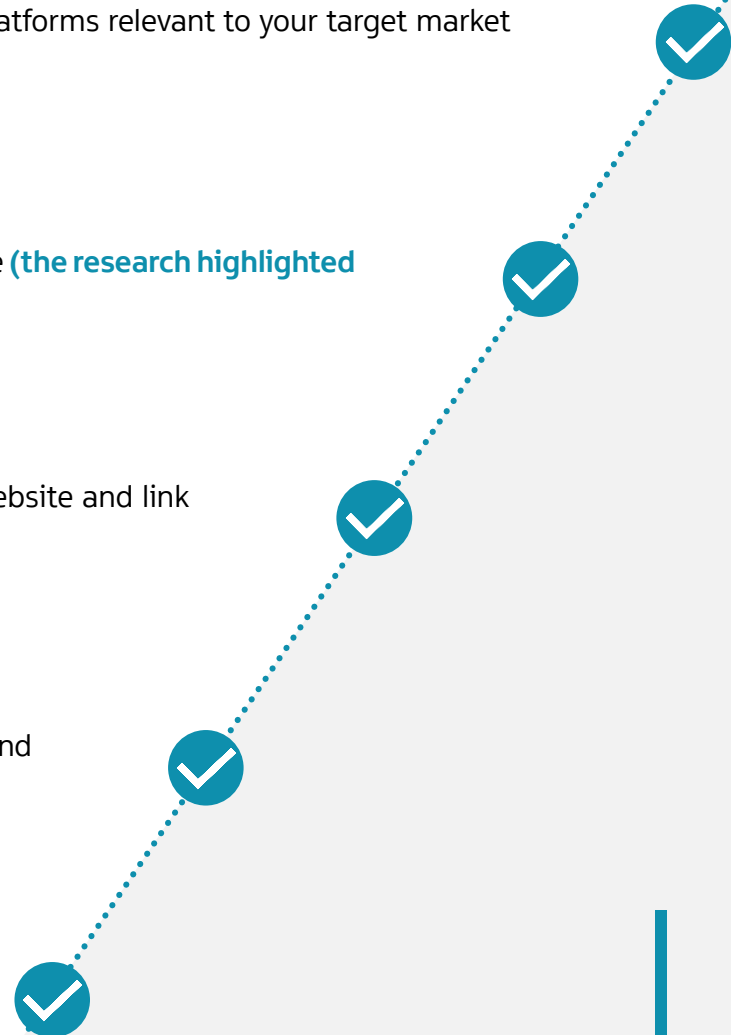 atforms relevant to your target market
(the research highlighted
ebsite and link
nd